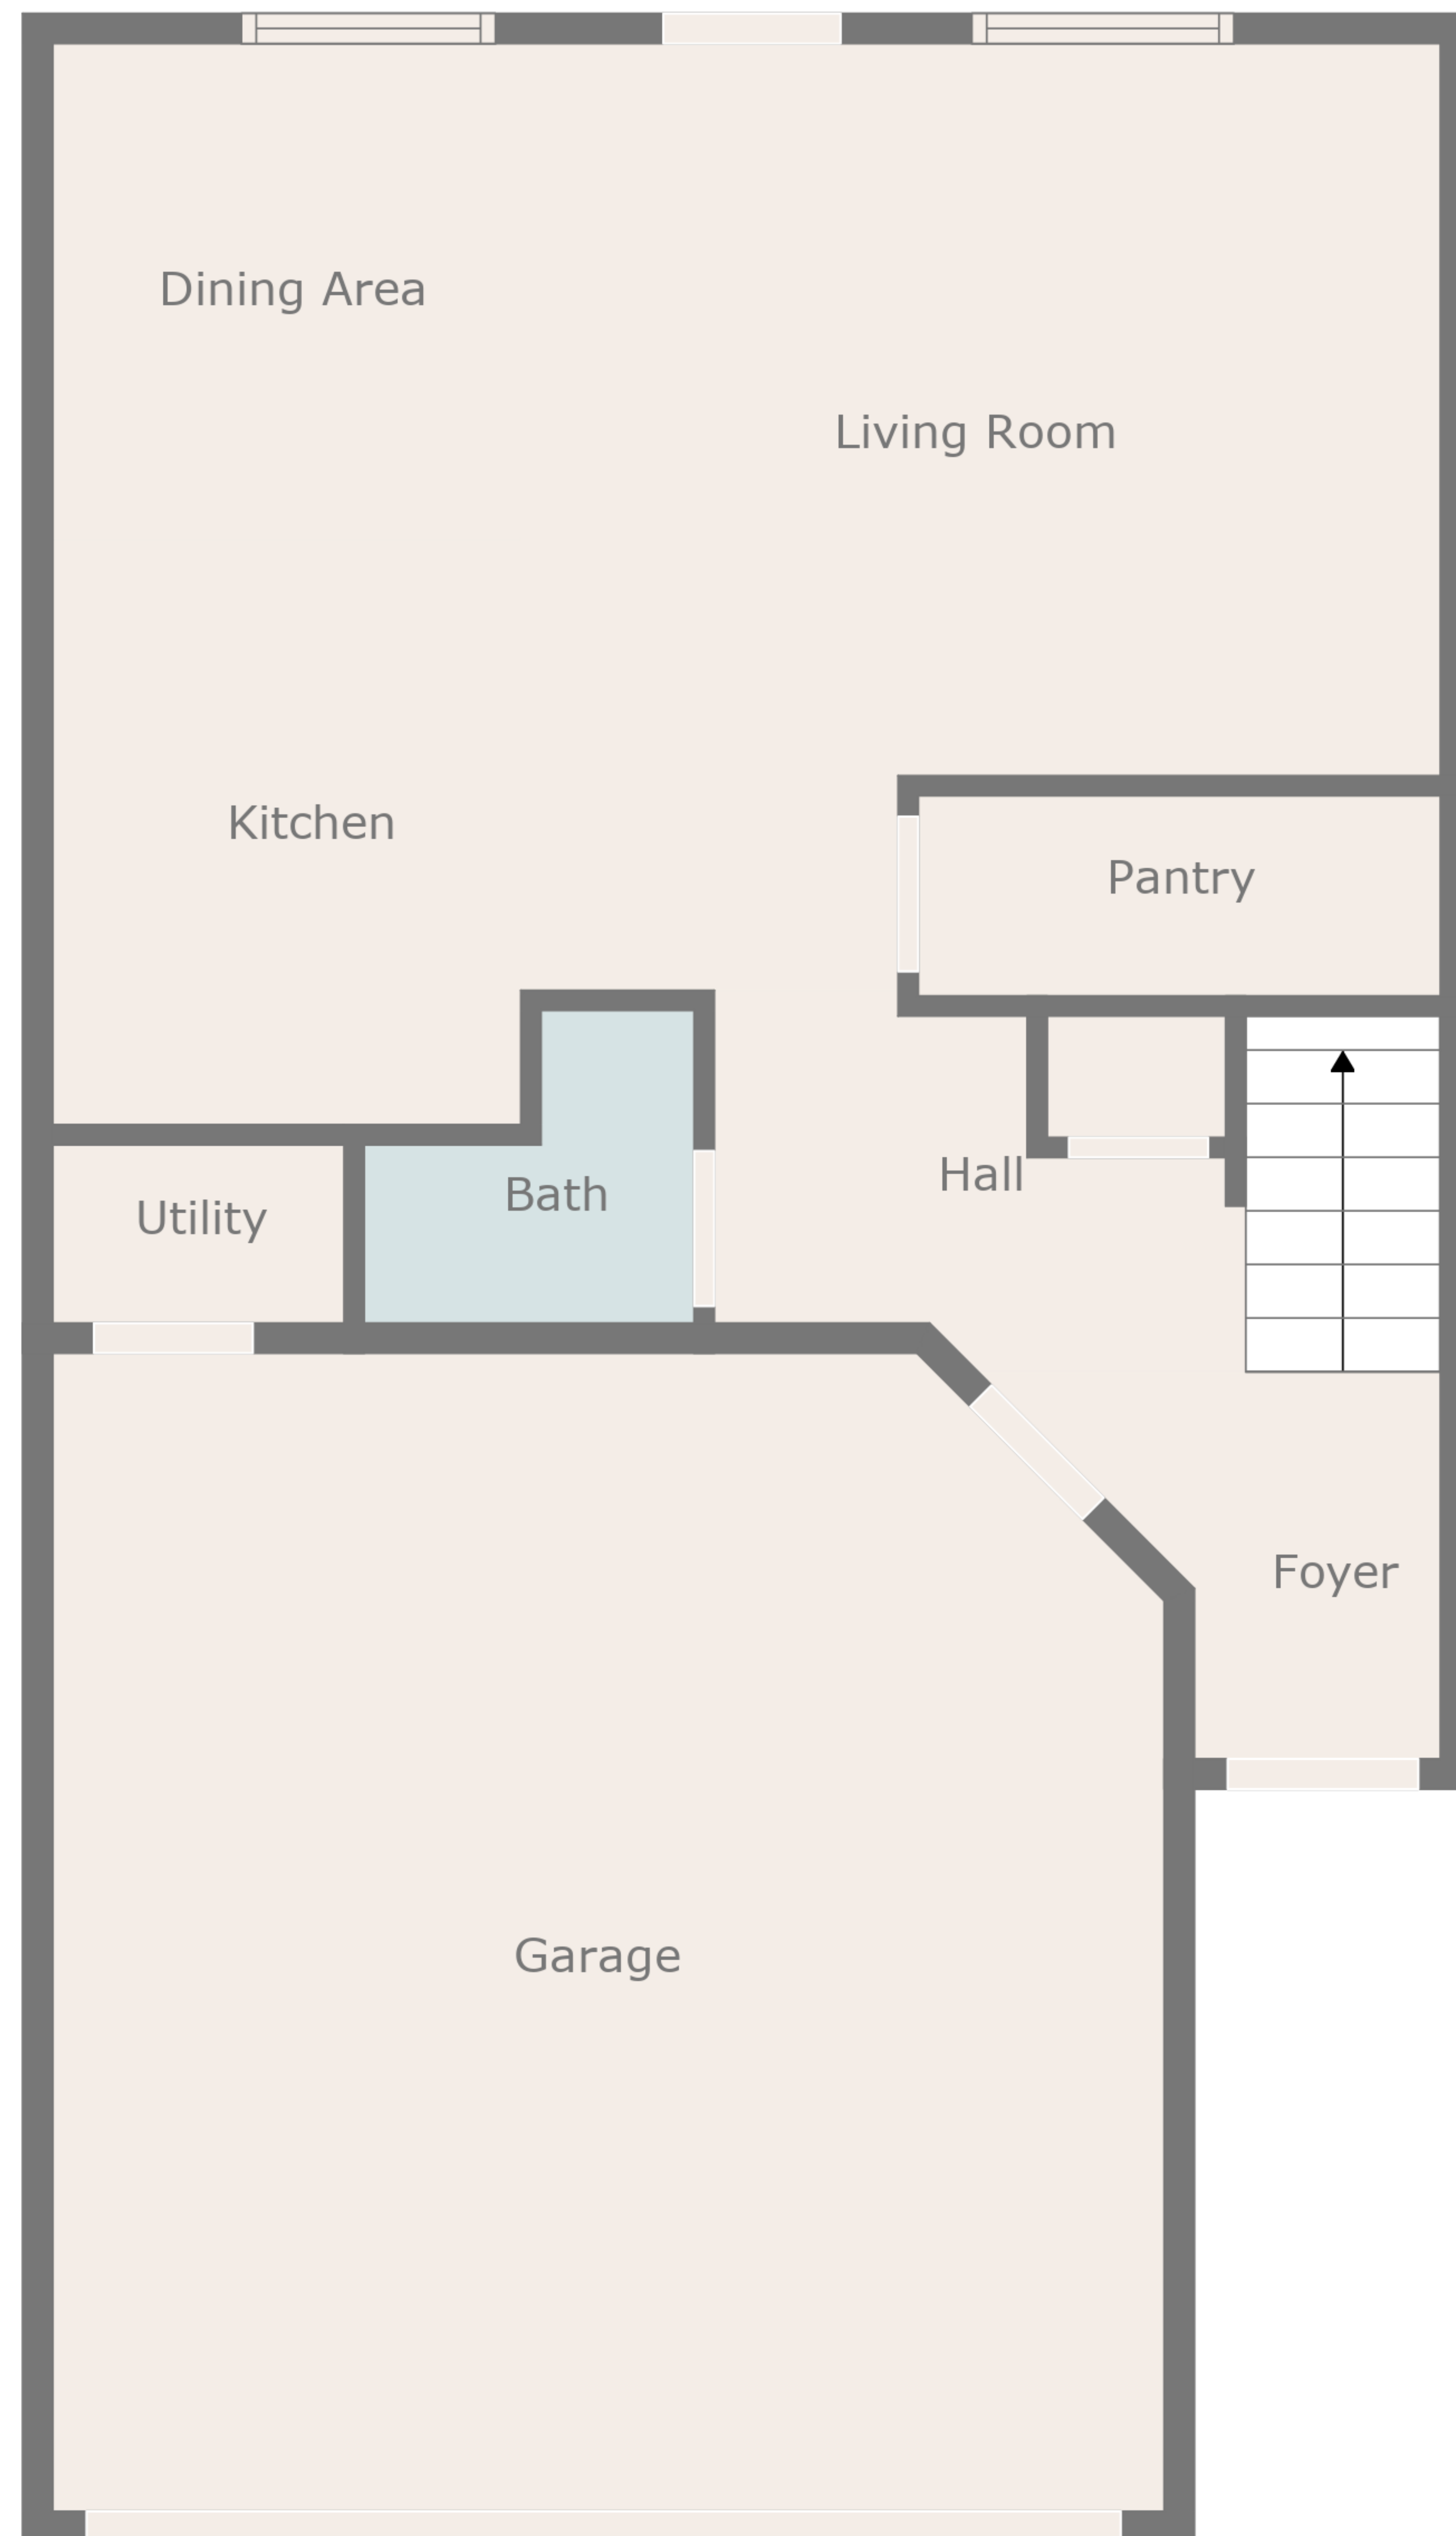 Dining Area
Living Room
Kitchen
Pantry
Hall
Bath
Utility
Foyer
Garage